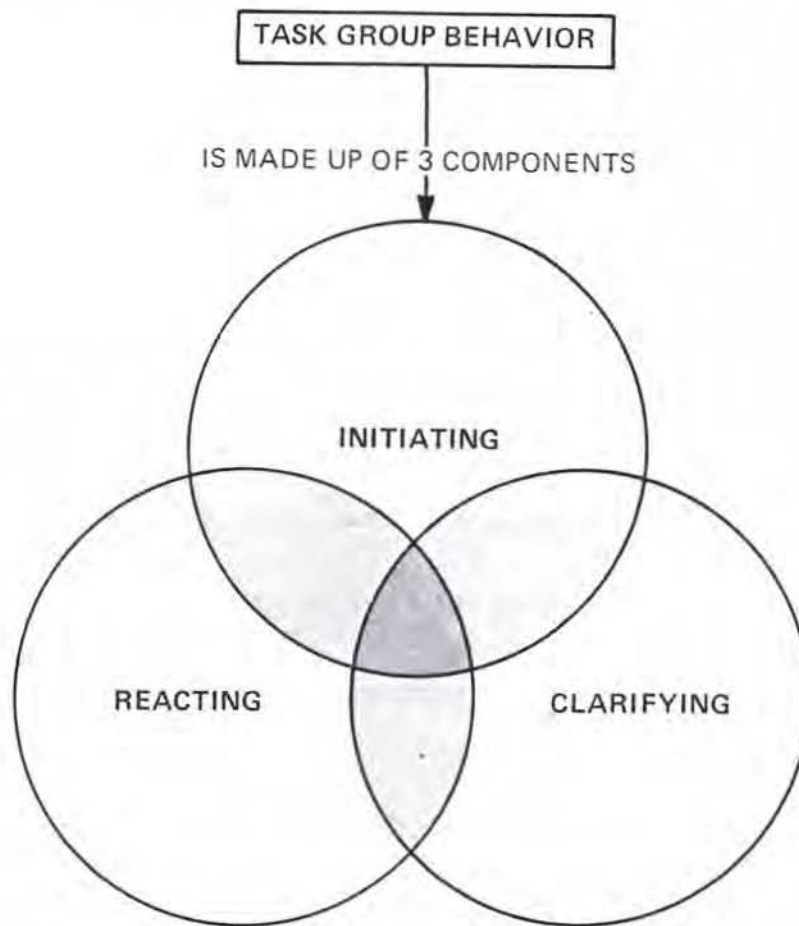 TASK GROUP BEHAVIOR
IS MADE UP OF 3 COMPONENTS
INITIATING
REACTING
CLARIFYING